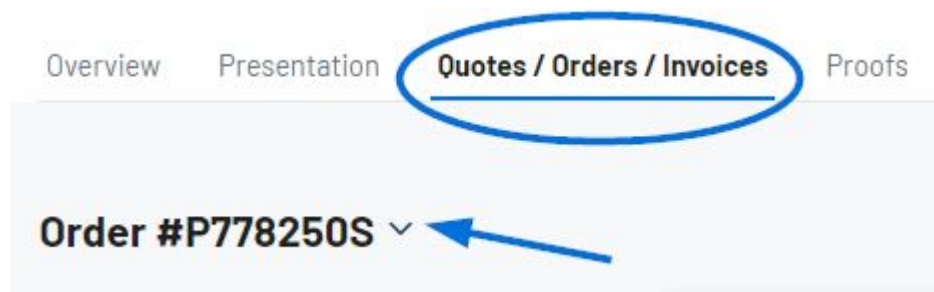 Overview Presentation Quotes / Orders / Invoices Proofs
Order #P778250S